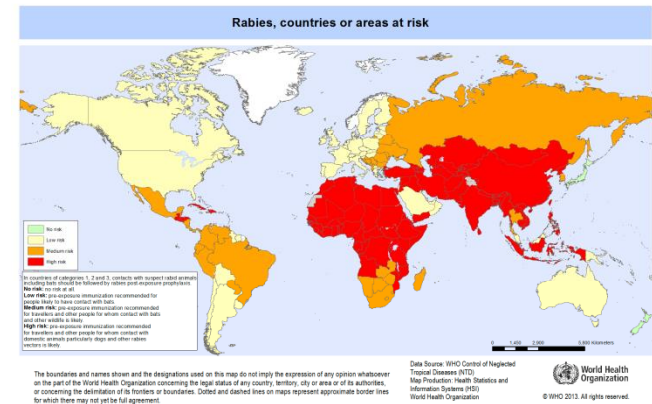 Rabies, countries or areas at risk
No risk
Low risk
Medium risk
High risk
In countries of categories 1, 2 and 3, contacts with suspect rabid animals
including bats should be followed by rabies post-exposure prophylaxis
No risk: no risk at all
Low risk: pre-exposure immunization recommended for
people likely to have contact with bats
Medium risk: pre-exposure immunization recommended
for travellers and other people for whom contact with bats
and other wildlife is likely
High risk: pre-exposure immunization recommended
for travellers and other people for whom contact with
domestic animals particularly dogs and other rabies
vectors is likely
0 1,450 2,900 5,800 Kilometers
The boundaries and names shown and the designations used on this map do not imply the expression of any opinion whatsoever
on the part of the World Health Organization concerning the legal status of any country, territory, city or area or of its authorities,
or concerning the delimitation of its frontiers or boundaries. Dotted and dashed lines on maps represent approximate border lines
for which there may not yet be full agreement.
Data Source: WHO Control of Neglected
Tropical Diseases (NTD)
Map Production: Health Statistics and
Information Systems (HSI)
World Health Organization
World Health
Organization
© WHO 2013. All rights reserved.